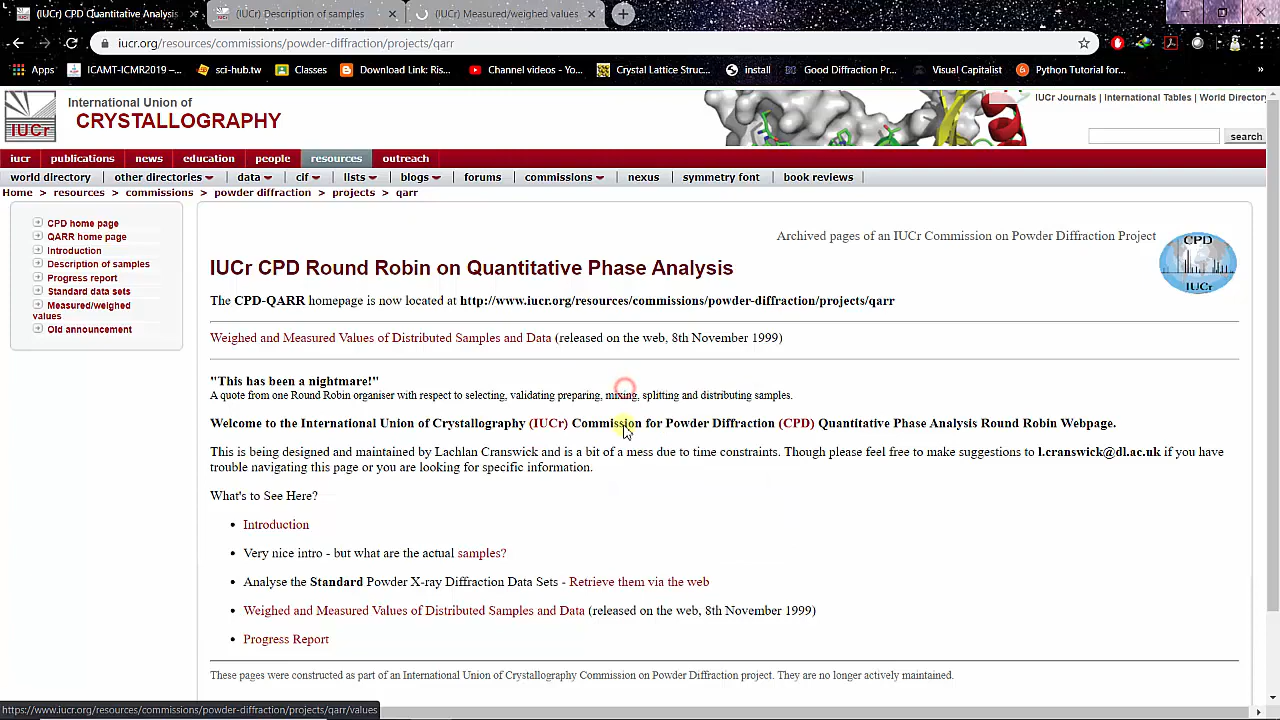 (IUCr) CPD Quantitative Analysis
(IUCr) Description of samples
(IUCr) Measured/weighed values
iucr.org/resources/commissions/powder-diffraction/projects/qarr
Apps
ICAMT-ICMR2019 –...
sci-hub.tw
Classes
Download Link: Ris...
Channel videos - Yo...
Crystal Lattice Struc...
install
Good Diffraction Pr...
Visual Capitalist
Python Tutorial for...
»
International Union of
CRYSTALLOGRAPHY
IUCr
IUCr Journals | International Tables | World Directory
search
iucr publications news education people resources outreach
world directory other directories data cif lists blogs forums commissions nexus symmetry font book reviews
Home > resources > commissions > powder diffraction > projects > qarr
CPD home page
QARR home page
Introduction
Description of samples
Progress report
Standard data sets
Measured/weighed
values
Old announcement
Archived pages of an IUCr Commission on Powder Diffraction Project
CPD
IUCr
IUCr CPD Round Robin on Quantitative Phase Analysis
The CPD-QARR homepage is now located at http://www.iucr.org/resources/commissions/powder-diffraction/projects/qarr
Weighed and Measured Values of Distributed Samples and Data (released on the web, 8th November 1999)
"This has been a nightmare!"
A quote from one Round Robin organiser with respect to selecting, validating preparing, mixing, splitting and distributing samples.
Welcome to the International Union of Crystallography (IUCr) Commission for Powder Diffraction (CPD) Quantitative Phase Analysis Round Robin Webpage.
This is being designed and maintained by Lachlan Cranswick and is a bit of a mess due to time constraints. Though please feel free to make suggestions to l.cranswick@dl.ac.uk if you have
trouble navigating this page or you are looking for specific information.
What's to See Here?
• Introduction
• Very nice intro - but what are the actual samples?
• Analyse the Standard Powder X-ray Diffraction Data Sets - Retrieve them via the web
• Weighed and Measured Values of Distributed Samples and Data (released on the web, 8th November 1999)
• Progress Report
These pages were constructed as part of an International Union of Crystallography Commission on Powder Diffraction project. They are no longer actively maintained.
https://www.iucr.org/resources/commissions/powder-diffraction/projects/qarr/values